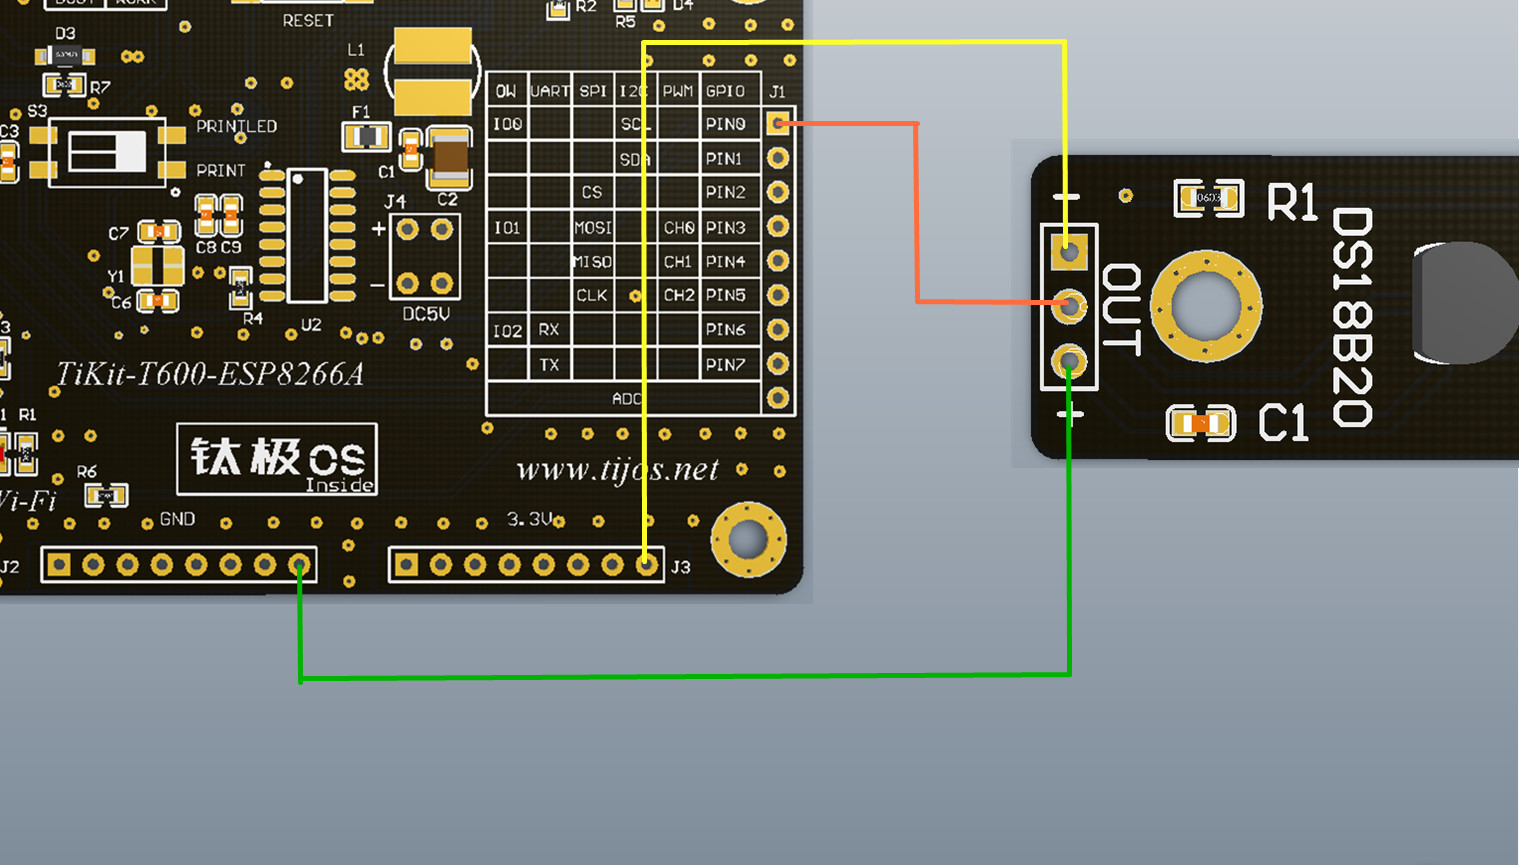 RESET
R2
R5
D4
D3
R7
L1
S3
PRINTLED
PRINT
C3
F1
C1
C2
OW UART SPI I2C PWM GPIO J1
IO0 SCL PIN0
SDA PIN1
CS PIN2
IO1 MOSI CH0 PIN3
MISO CH1 PIN4
CLK CH2 PIN5
IO2 RX PIN6
TX PIN7
ADC
J4
+
−
DC5V
C7
C8 C9
Y1
C6
R4
U2
TiKit-T600-ESP8266A
R1
R6
钛极OS
Inside
www.tijos.net
Wi-Fi
GND
3.3V
J2
J3
−
OUT
+
R1
C1
DS18B20